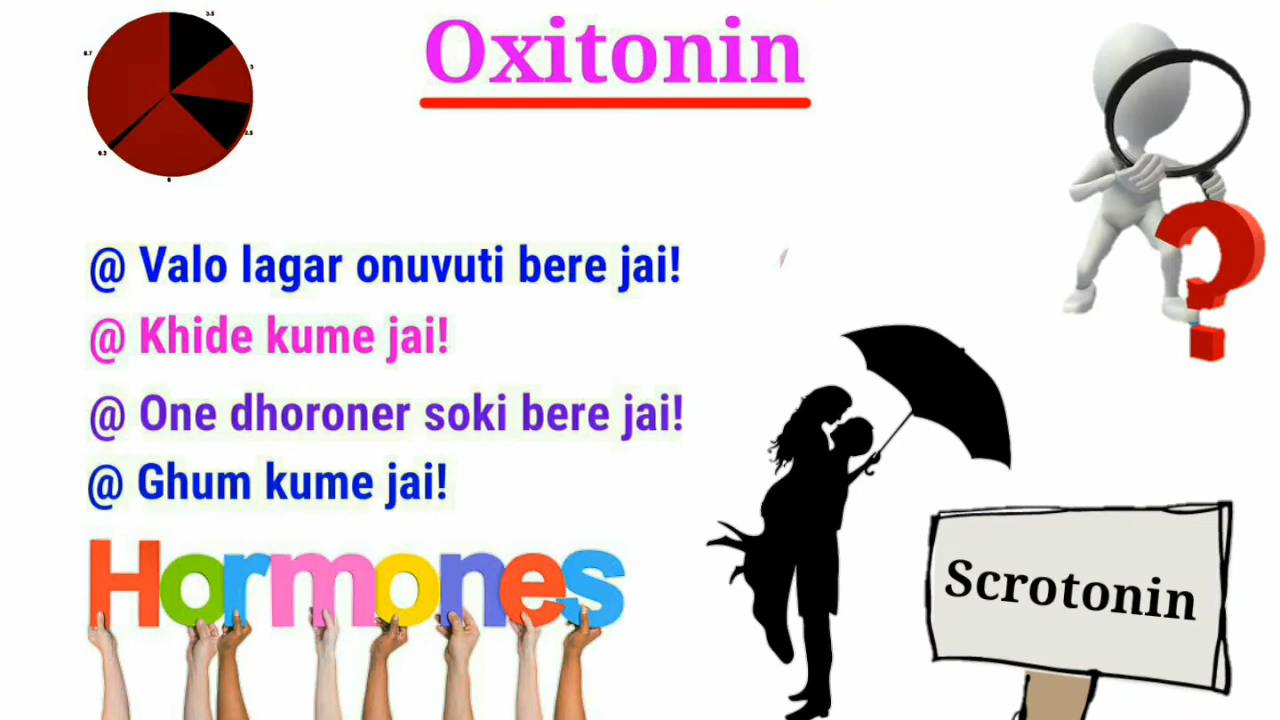 Oxitonin
@ Valo lagar onuvuti bere jai!
@ Khide kume jai!
@ One dhoroner soki bere jai!
@ Ghum kume jai!
Hormones
Scrotonin